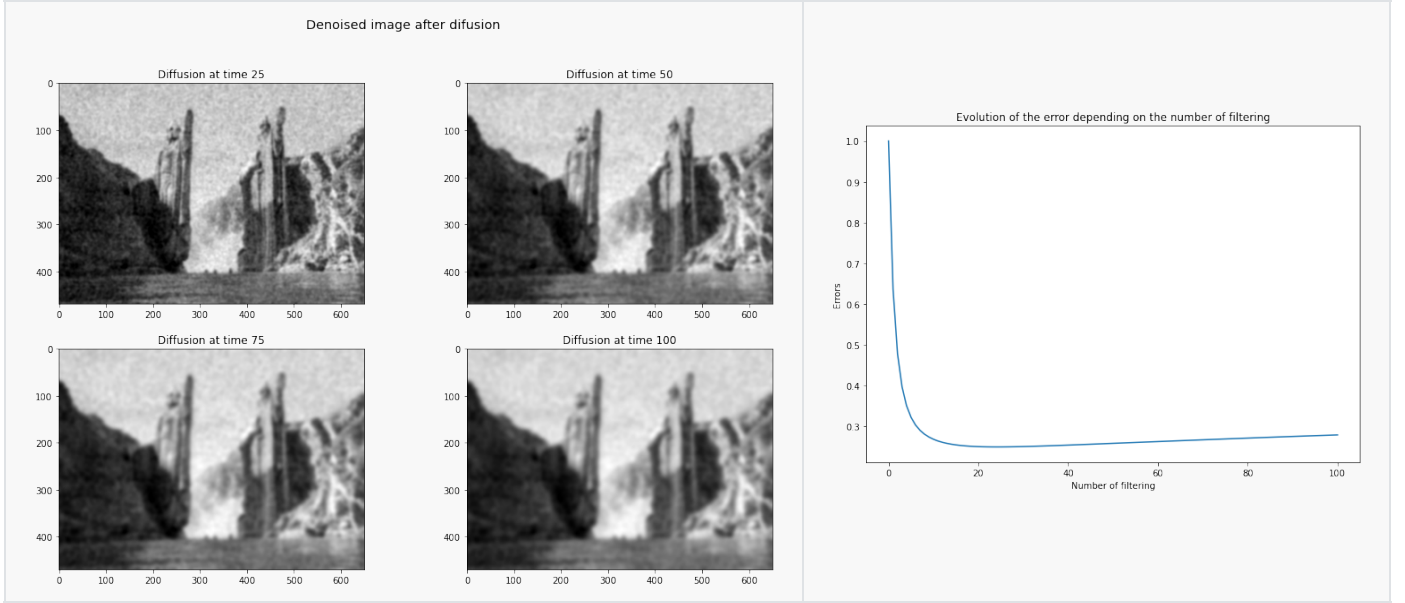 Denoised image after difusion
Diffusion at time 25
0
100
200
300
400
0 100 200 300 400 500 600
Diffusion at time 50
0
100
200
300
400
0 100 200 300 400 500 600
Diffusion at time 75
0
100
200
300
400
0 100 200 300 400 500 600
Diffusion at time 100
0
100
200
300
400
0 100 200 300 400 500 600
Evolution of the error depending on the number of filtering
Errors
1.0
0.9
0.8
0.7
0.6
0.5
0.4
0.3
0 20 40 60 80 100
Number of filtering